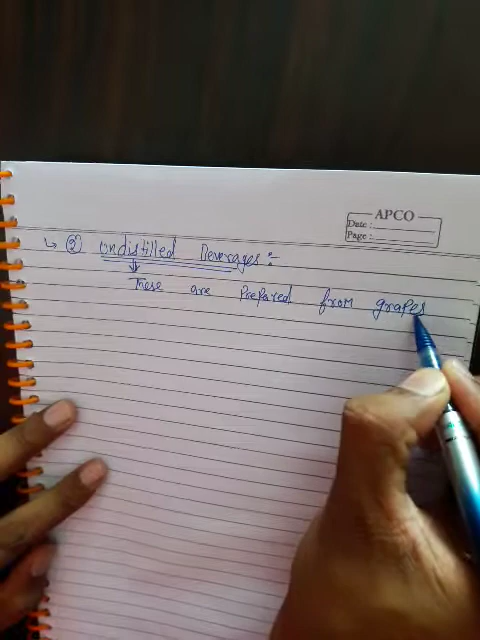 APCO
Date:
Page:
↳ ② Undistilled Beverages:
These are Prepared from grapes